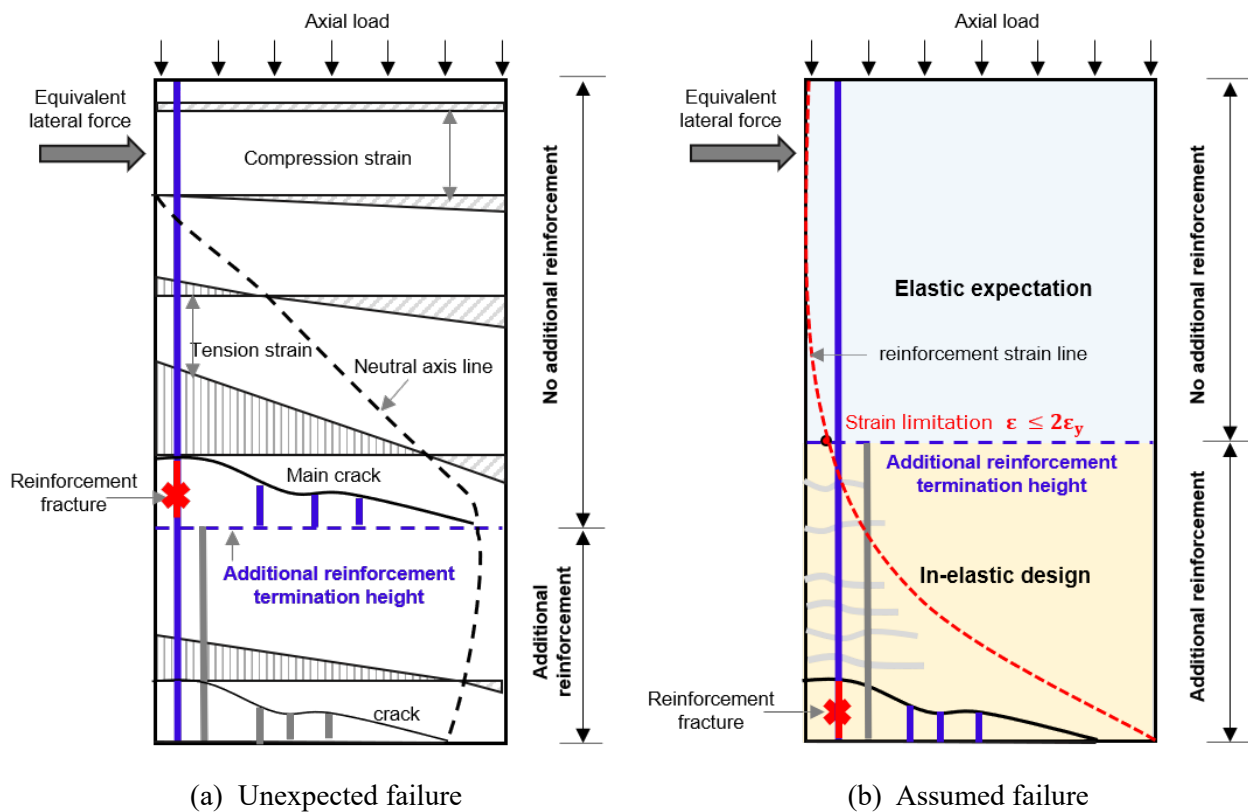 Axial load
Equivalent
lateral force
Compression strain
No additional reinforcement
Tension strain
Neutral axis line
Main crack
Reinforcement
fracture
Additional reinforcement
termination height
Additional
reinforcement
crack
(a) Unexpected failure
Axial load
Equivalent
lateral force
No additional reinforcement
Elastic expectation
reinforcement strain line
Strain limitation ε ≤ 2εy
Additional reinforcement
termination height
In-elastic design
Additional reinforcement
Reinforcement
fracture
(b) Assumed failure